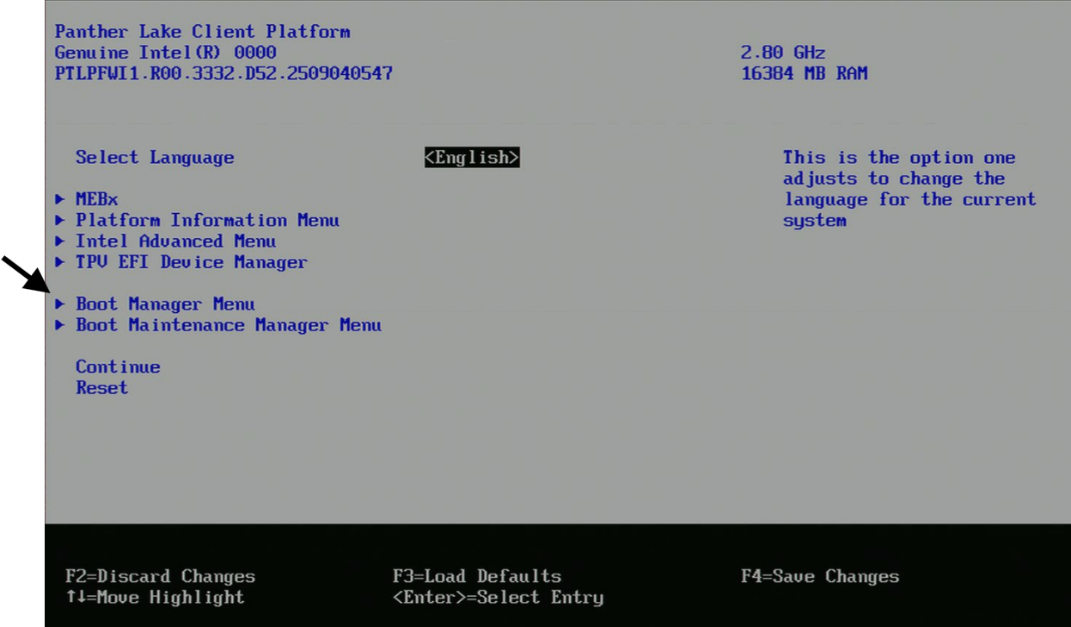 Panther Lake Client Platform
Genuine Intel(R) 0000 2.80 GHz
PTLPFWI1.R00.3332.D52.2509040547 16384 MB RAM
Select Language <English> This is the option one
adjusts to change the
MEBx language for the current
Platform Information Menu system
Intel Advanced Menu
TPV EFI Device Manager
Boot Manager Menu
Boot Maintenance Manager Menu
Continue
Reset
F2=Discard Changes F3=Load Defaults F4=Save Changes
↑↓=Move Highlight <Enter>=Select Entry